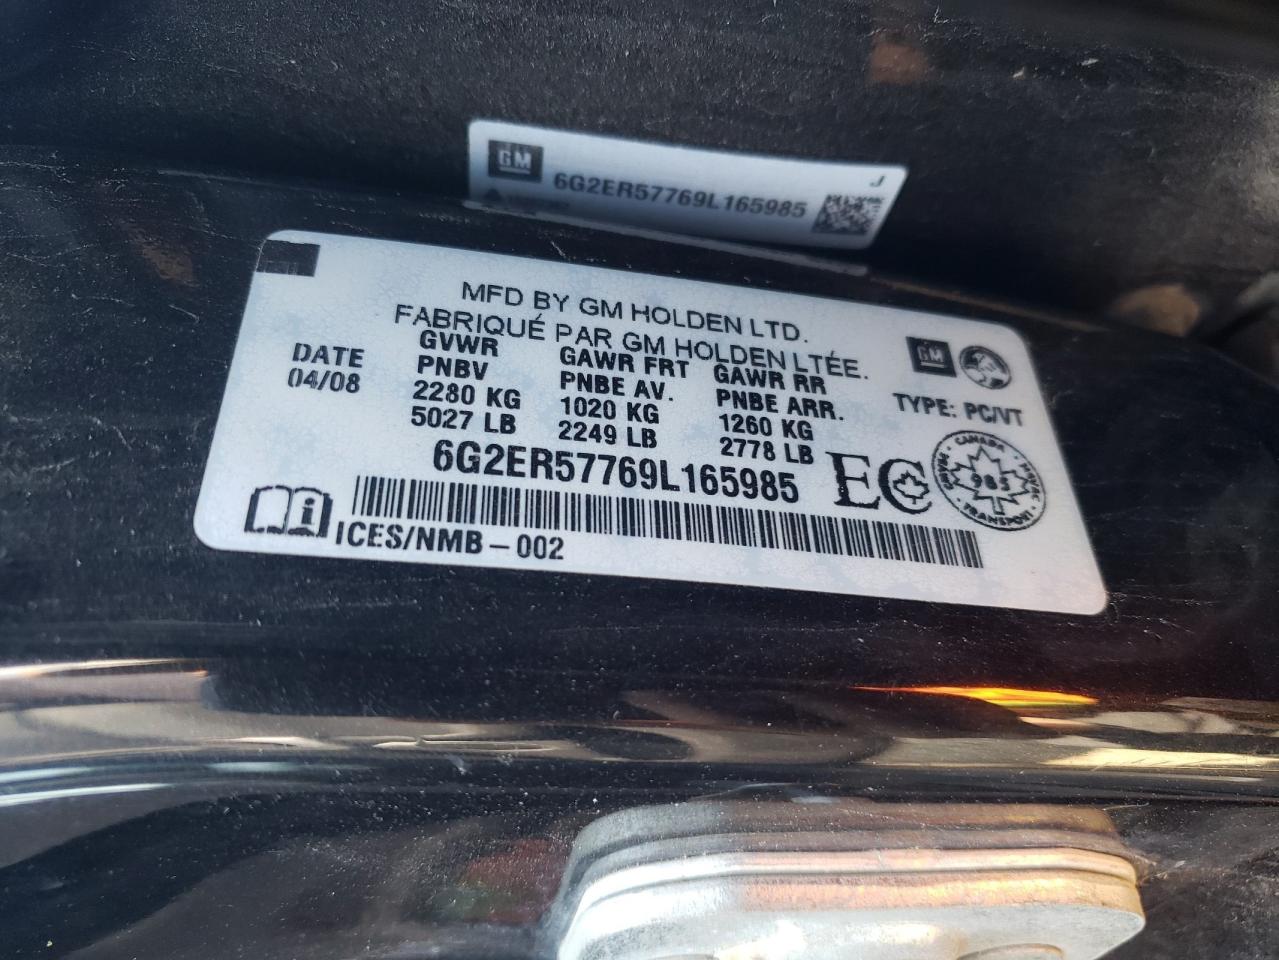 GM
J
6G2ER57769L165985
MFD BY GM HOLDEN LTD.
FABRIQUÉ PAR GM HOLDEN LTÉE.
DATE
04/08
GVWR
PNBV
2280 KG
5027 LB
GAWR FRT
PNBE AV.
1020 KG
2249 LB
GAWR RR
PNBE ARR.
1260 KG
2778 LB
GM
TYPE: PC/VT
6G2ER57769L165985
EC
CANADA
985
TRANSPORT
ICES/NMB - 002